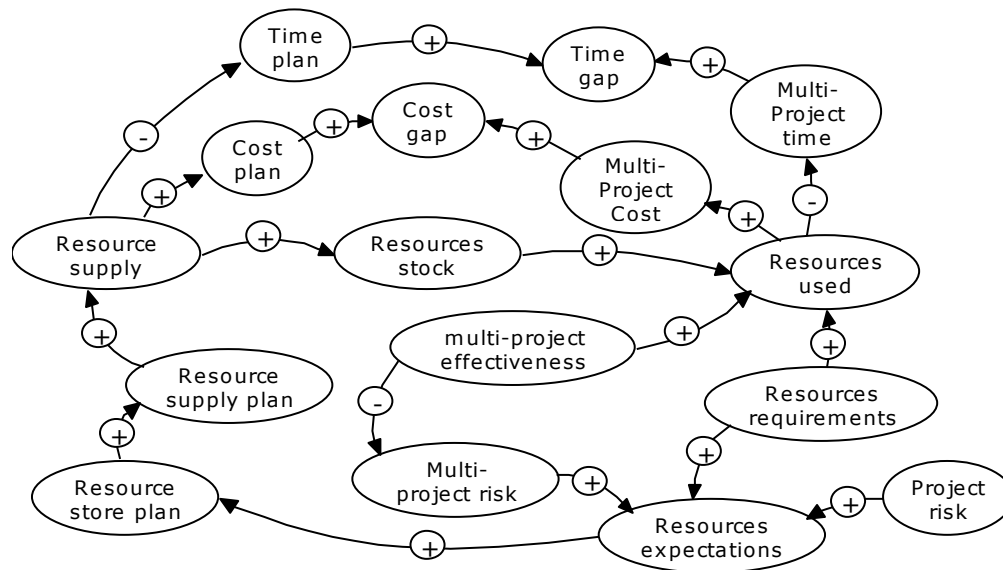 Time
plan
+
Time
gap
+
Multi-
Project
time
-
Cost
plan
+
Cost
gap
+
Multi-
Project
Cost
+
-
+
Resource
supply
+
Resources
stock
+
Resources
used
+
multi-project
effectiveness
+
+
Resource
supply plan
-
Resources
requirements
+
+
Resource
store plan
Multi-
project risk
+
Resources
expectations
+
Project
risk
+